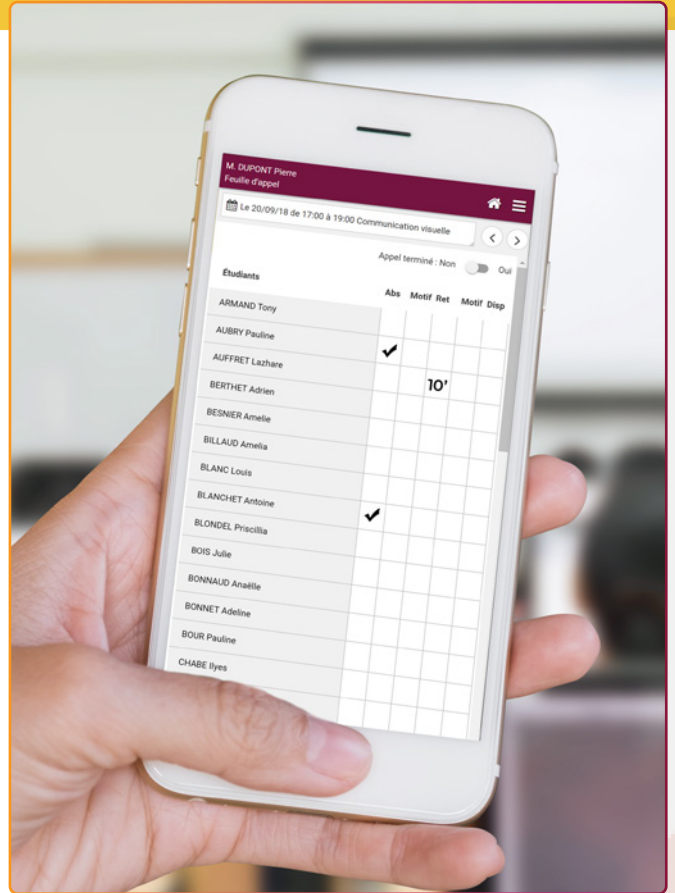 M. DUPONT Pierre
Feuille d'appel
Le 20/09/18 de 17:00 à 19:00 Communication visuelle
Appel terminé : Non Oui
Étudiants Abs Motif Ret Motif Disp
ARMAND Tony
AUBRY Pauline
AUFFRET Lazhare
10'
BERTHET Adrien
BESNIER Amelie
BILLAUD Amelia
BLANC Louis
BLANCHET Antoine
BLONDEL Priscillia
BOIS Julie
BONNAUD Anaëlle
BONNET Adeline
BOUR Pauline
CHABE Ilyes